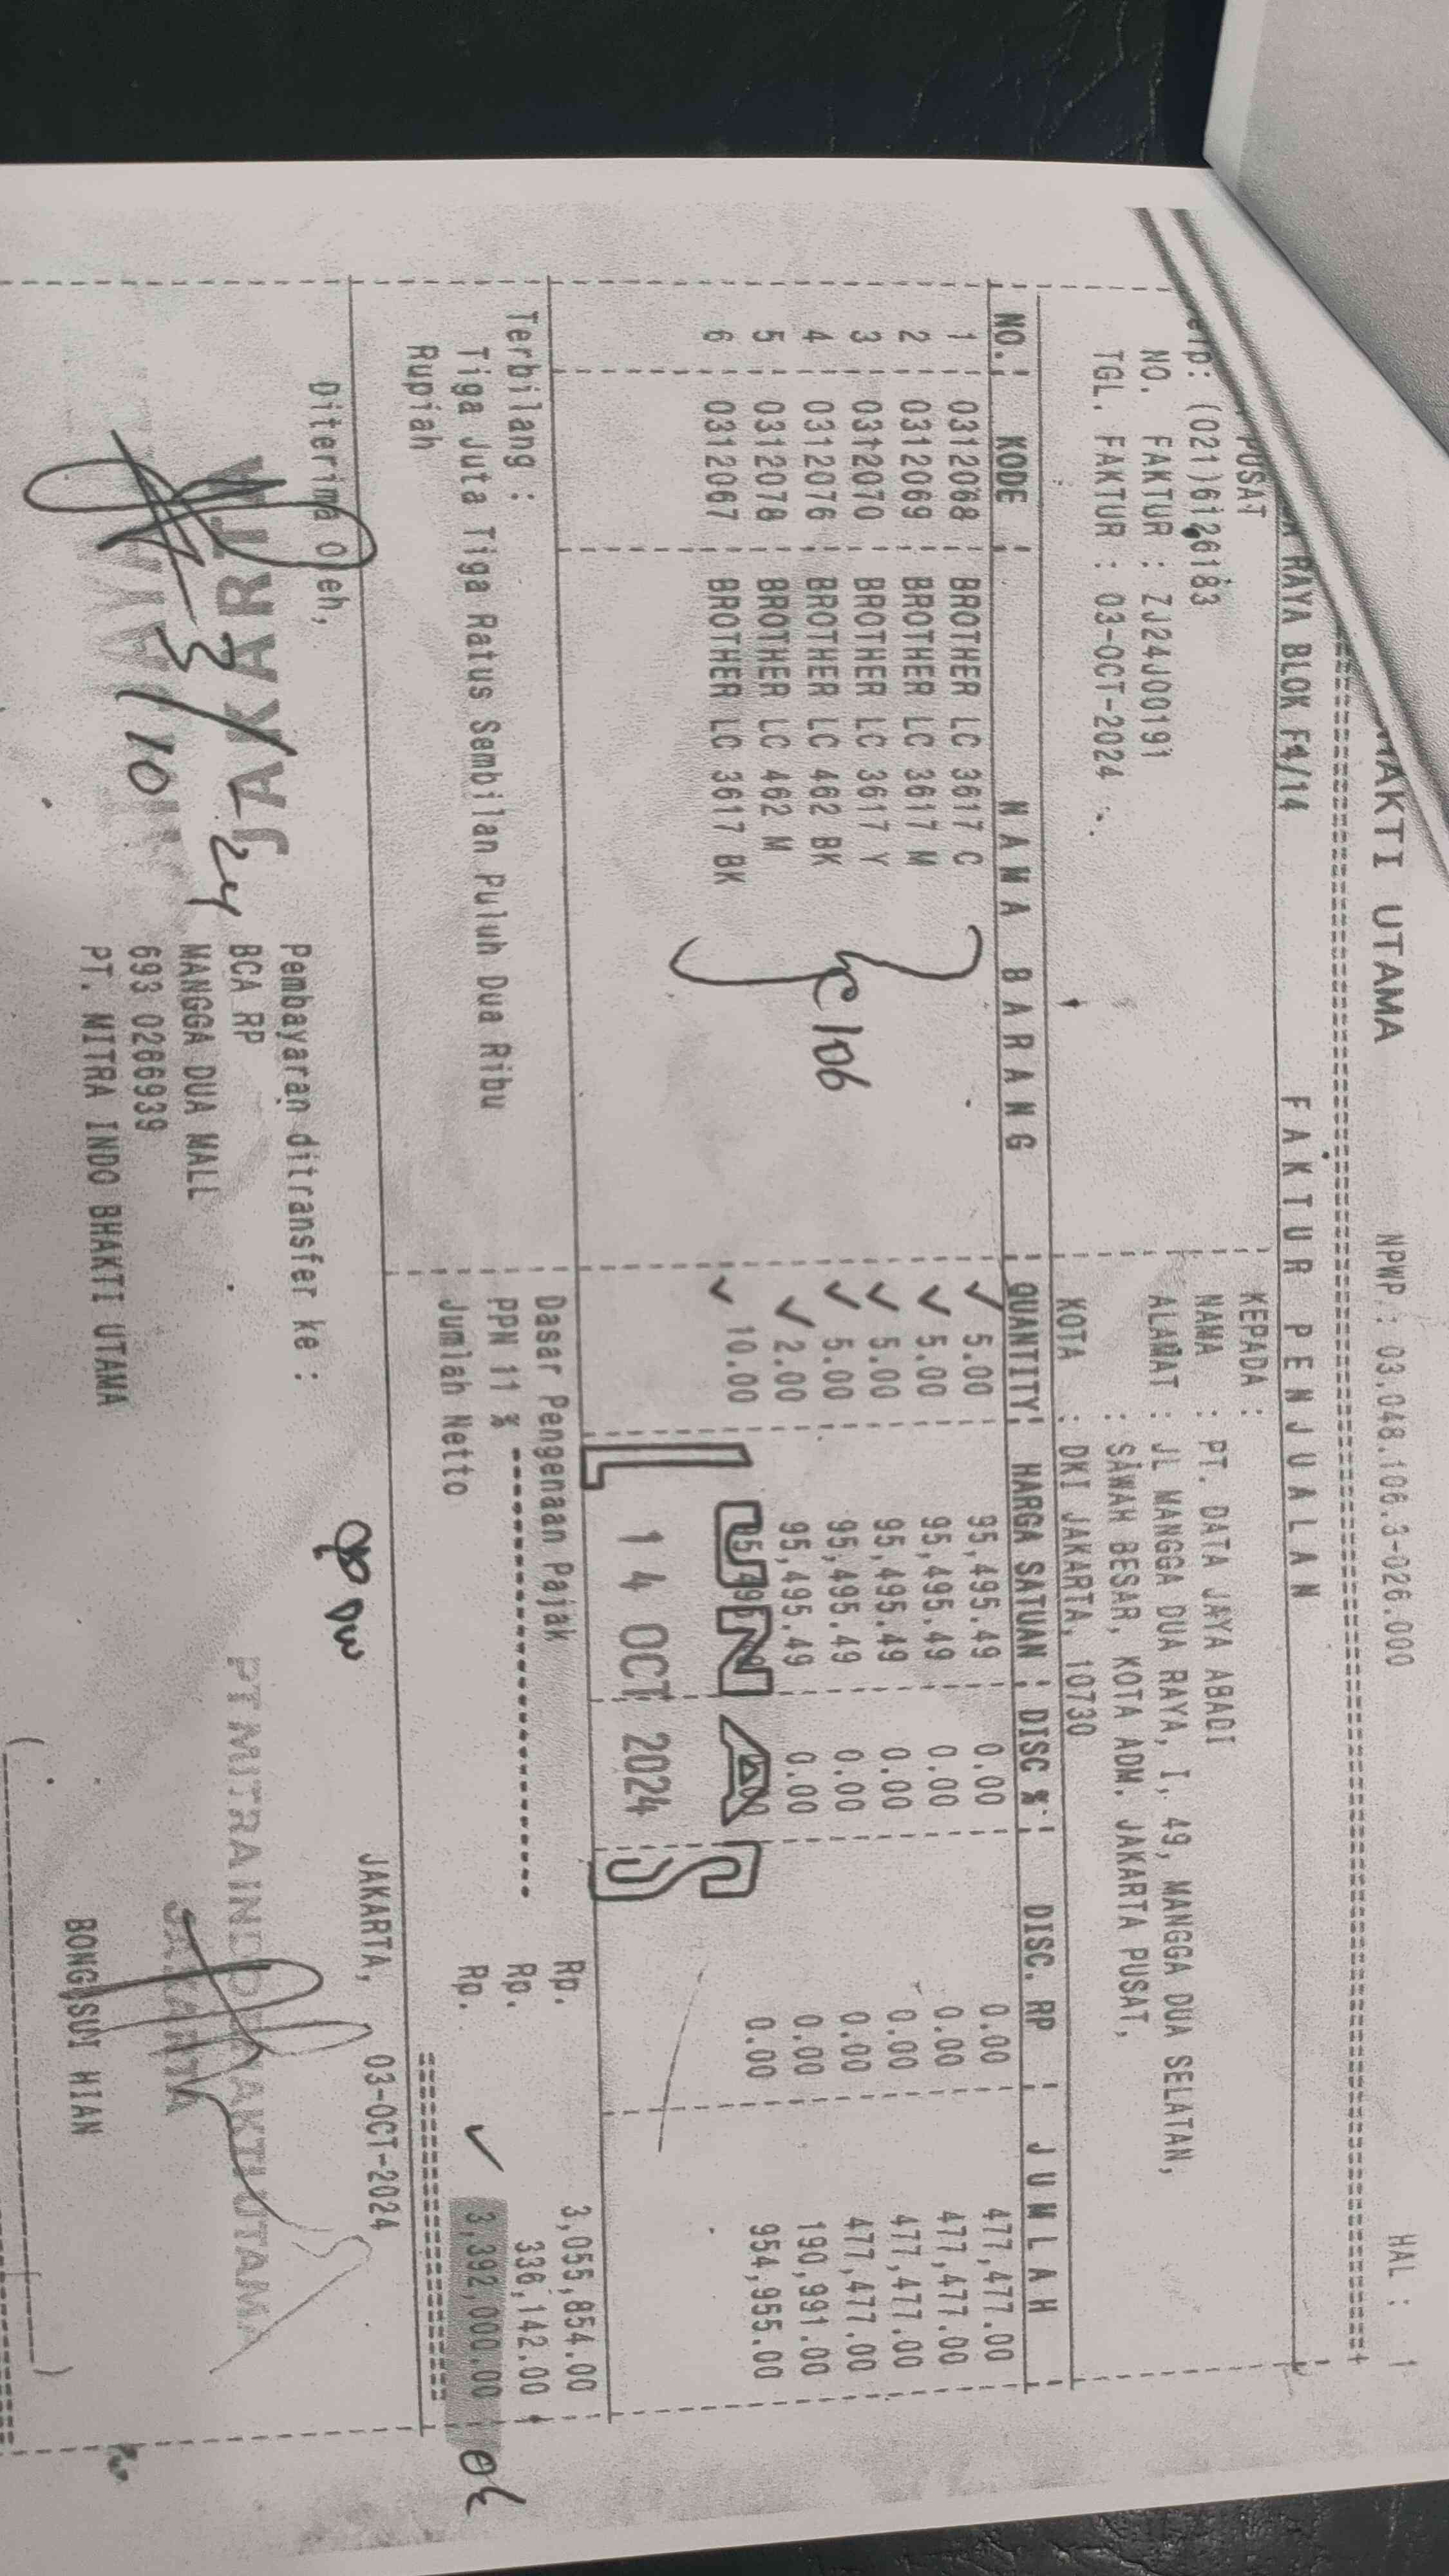 HAKTI UTAMA NPWP : 03.048.106.3-026.000 HAL : 1
RAYA BLOK F4/14 FAKTUR PENJUALAN
PUSAT
KEPADA :
: (021)6126183 NAMA : PT. DATA JAYA ABADI
NO. FAKTUR : ZJ24J00191 ALAMAT : JL MANGGA DUA RAYA, I, 49, MANGGA DUA SELATAN,
TGL. FAKTUR : 03-OCT-2024 : SAWAH BESAR, KOTA ADM. JAKARTA PUSAT,
KOTA : DKI JAKARTA, 10730
NO. KODE NAMA BARANG QUANTITY HARGA SATUAN DISC % DISC. RP JUMLAH
1 0312068 BROTHER LC 3617 C 5.00 95,495.49 0.00 0.00 477,477.00
2 0312069 BROTHER LC 3617 M 5.00 95,495.49 0.00 0.00 477,477.00
3 0312070 BROTHER LC 3617 Y 5.00 95,495.49 0.00 0.00 477,477.00
4 0312076 BROTHER LC 462 BK 5.00 95,495.49 0.00 0.00 477,477.00
5 0312078 BROTHER LC 462 M 2.00 95,495.49 0.00 0.00 190,991.00
6 0312067 BROTHER LC 3617 BK 10.00 0.00 954,955.00
LUNAS
14 OCT 2024
Terbilang :
Tiga Juta Tiga Ratus Sembilan Puluh Dua Ribu
Rupiah
Dasar Pengenaan Pajak Rp. 3,055,854.00
PPN 11 % Rp. 336,142.00
Jumlah Netto Rp. 3,392,000.00
Diterima Oleh,
JAKARTA
3/10 24
Pembayaran ditransfer ke :
BCA RP
MANGGA DUA MALL
693 0266939
PT. MITRA INDO BHAKTI UTAMA
JAKARTA, 03-OCT-2024
PT MITRA INDO BHAKTI UTAMA
JAKARTA
BONG SUI HIAN